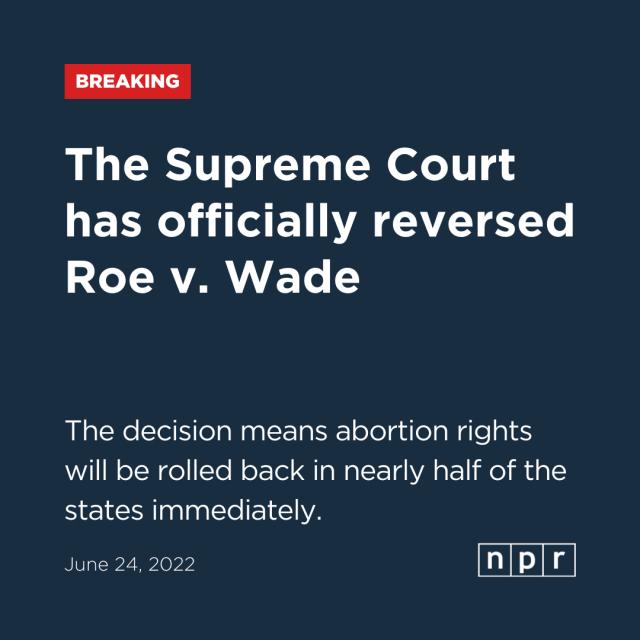 BREAKING
The Supreme Court
has officially reversed
Roe v. Wade
The decision means abortion rights
will be rolled back in nearly half of the
states immediately.
June 24, 2022
npr